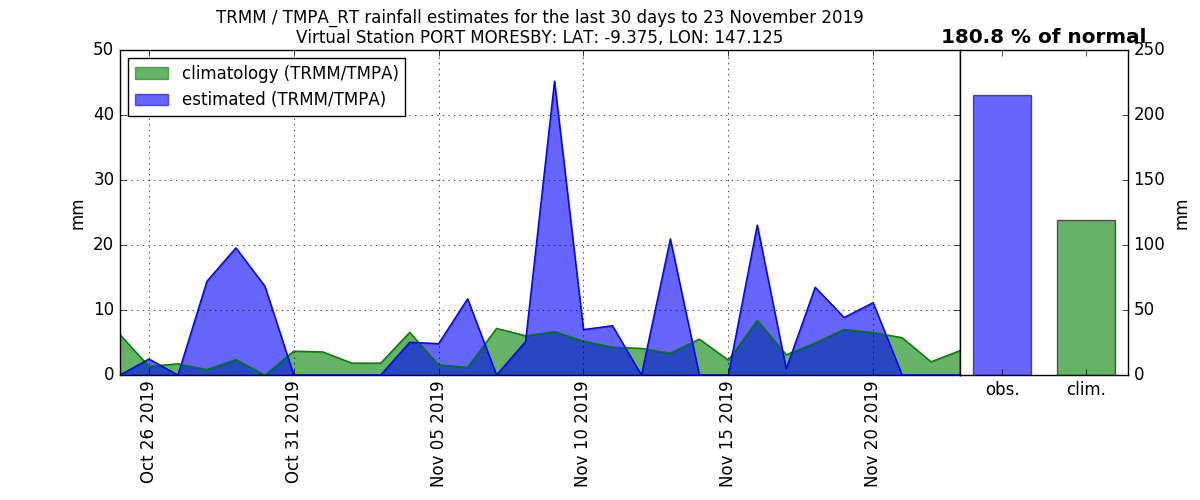 TRMM / TMPA_RT rainfall estimates for the last 30 days to 23 November 2019
Virtual Station PORT MORESBY: LAT: -9.375, LON: 147.125
180.8 % of normal
climatology (TRMM/TMPA)
estimated (TRMM/TMPA)
50
40
30
20
10
0
mm
Oct 26 2019
Oct 31 2019
Nov 05 2019
Nov 10 2019
Nov 15 2019
Nov 20 2019
250
200
150
100
50
0
mm
obs.
clim.